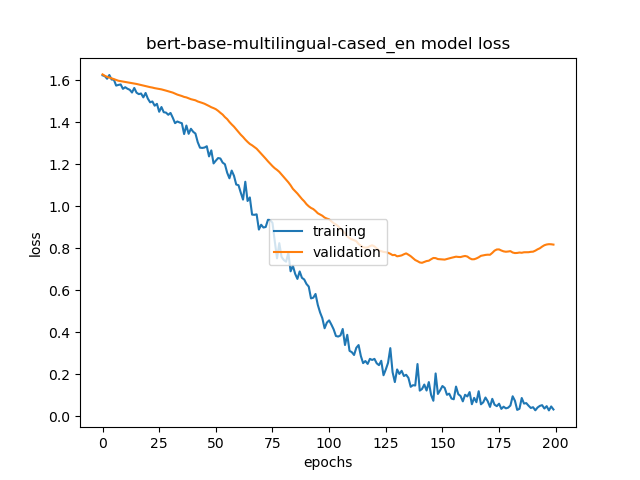 bert-base-multilingual-cased_en model loss
loss
1.6
1.4
1.2
1.0
0.8
0.6
0.4
0.2
0.0
training
validation
0 25 50 75 100 125 150 175 200
epochs